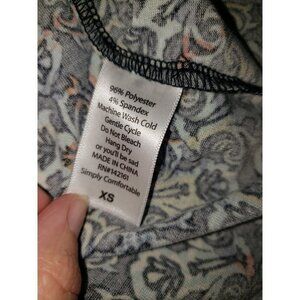 96% Polyester
4% Spandex
Machine Wash Cold
Gentle Cycle
Do Not Bleach
Hang Dry
or you'll be sad
MADE IN CHINA
RN#142161
Simply Comfortable
XS